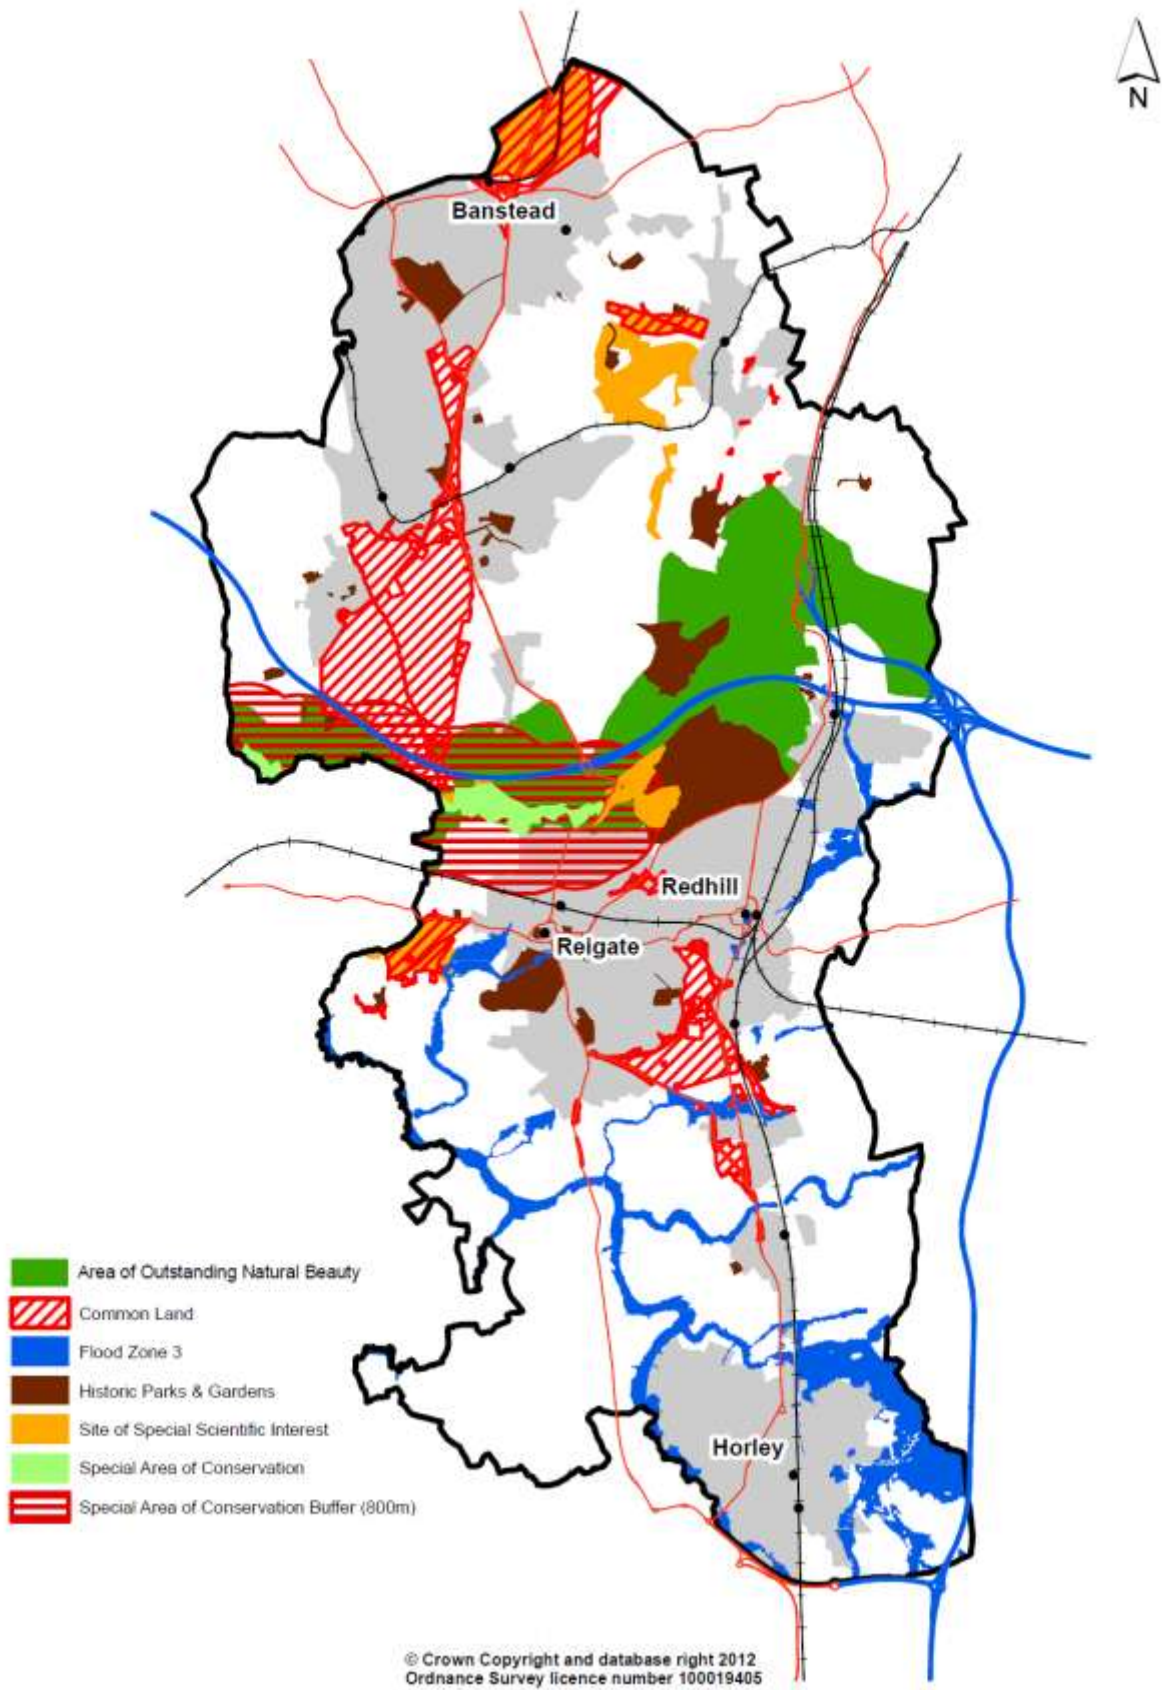 N
Banstead
Redhill
Reigate
Area of Outstanding Natural Beauty
Common Land
Flood Zone 3
Historic Parks & Gardens
Site of Special Scientific Interest
Special Area of Conservation
Special Area of Conservation Buffer (800m)
Horley
© Crown Copyright and database right 2012
Ordnance Survey licence number 100019405